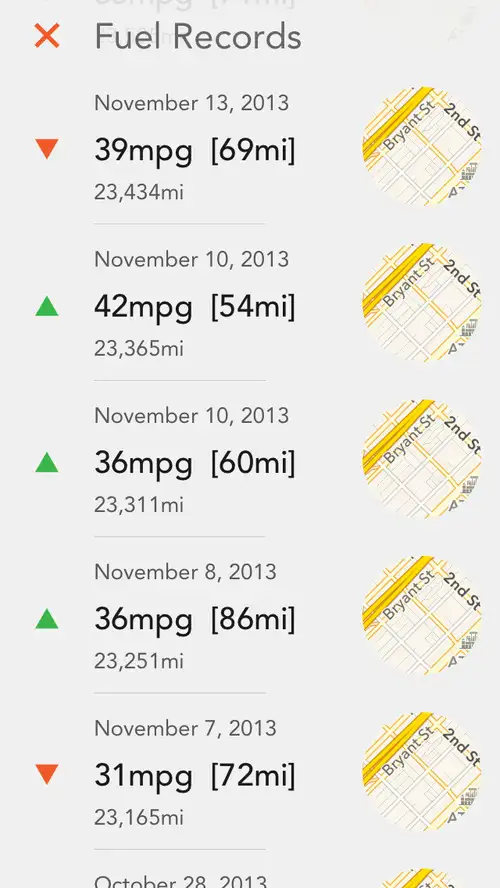 Fuel Records
November 13, 2013
39mpg [69mi]
23,434mi
Bryant St
2nd St
November 10, 2013
42mpg [54mi]
23,365mi
Bryant St
2nd St
November 10, 2013
36mpg [60mi]
23,311mi
Bryant St
2nd St
November 8, 2013
36mpg [86mi]
23,251mi
Bryant St
2nd St
November 7, 2013
31mpg [72mi]
23,165mi
Bryant St
2nd St
October 28, 2013